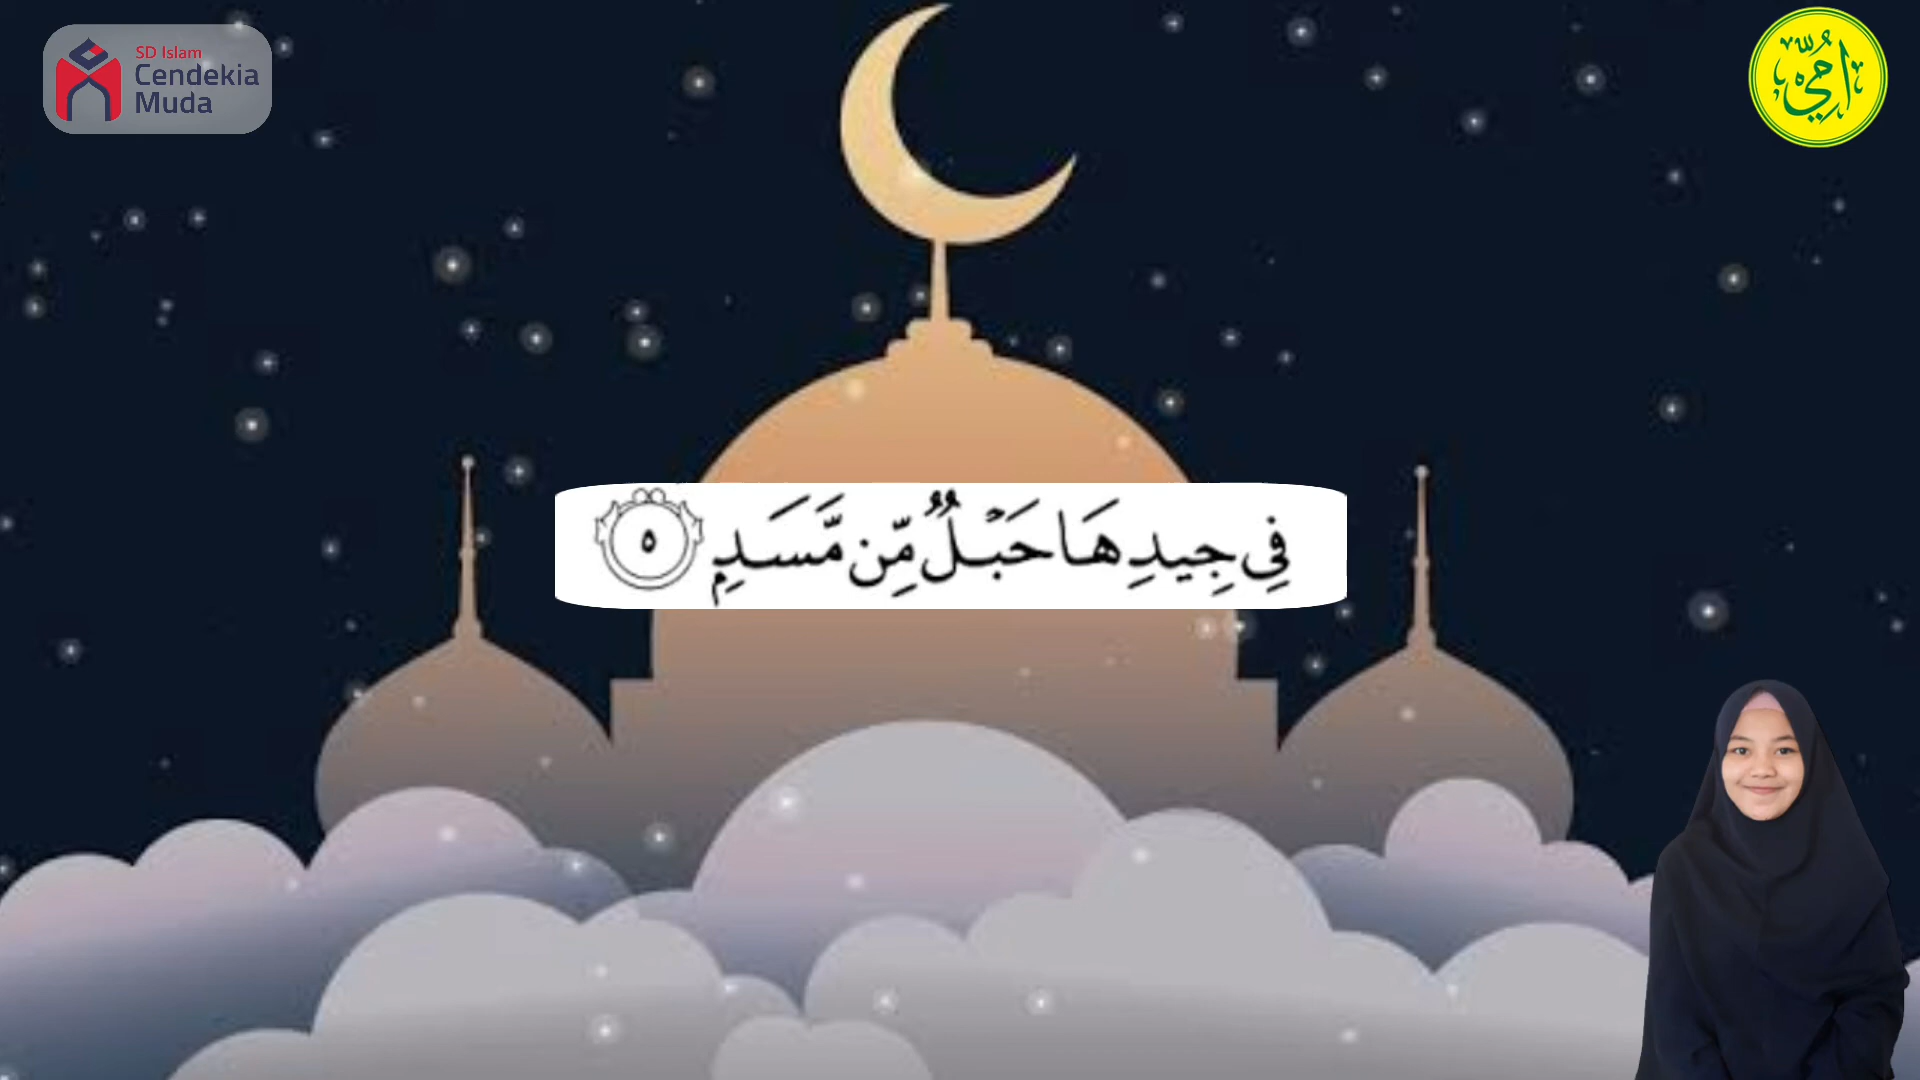 SD Islam
Cendekia
Muda
اُمِّيّ
فِي جِيدِهَا حَبْلٌ مِّن مَّسَدٍ ٥